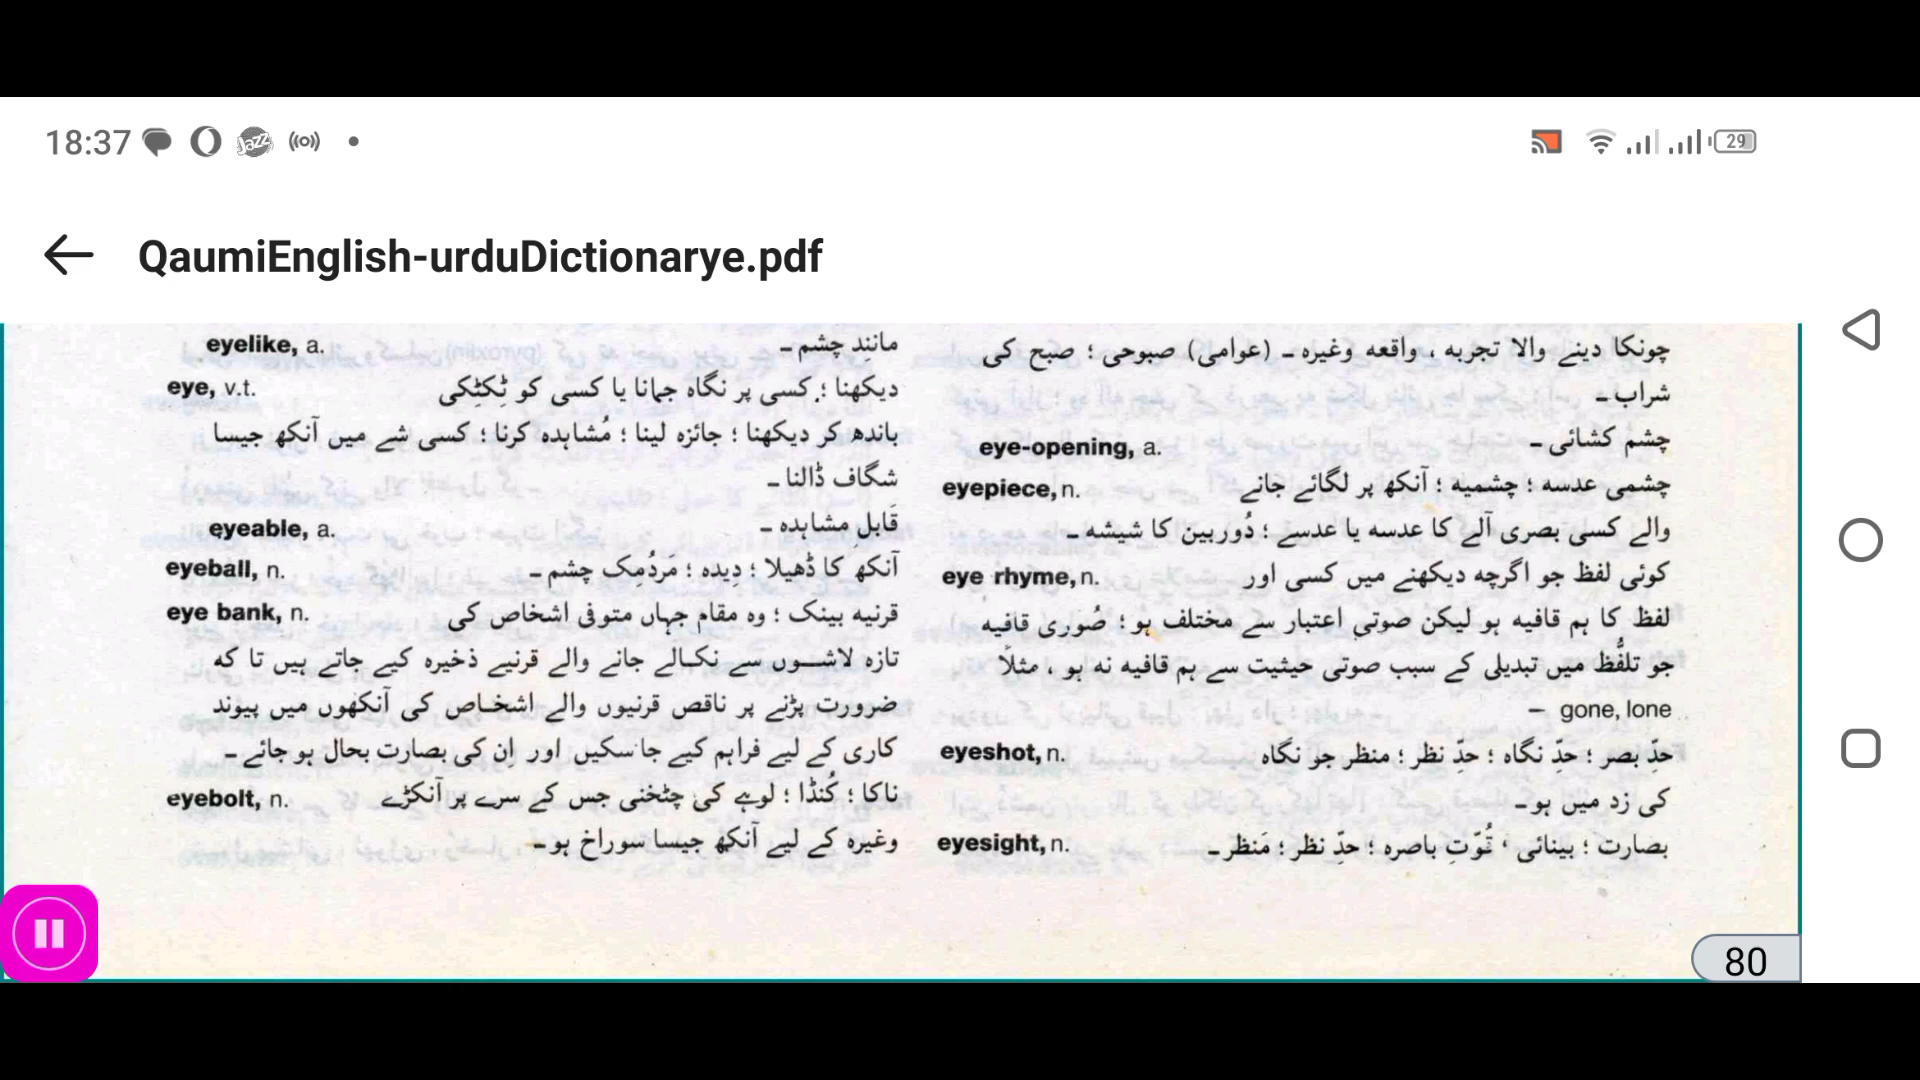 18:37
Jazz
29
QaumiEnglish-urduDictionarye.pdf
eyelike, a. مانندِ چشم ۔
eye, v.t. دیکھنا ؛ کسی پر نگاہ جمانا یا کسی کو ٹِکٹِکی
باندھ کر دیکھنا ؛ جائزہ لینا ؛ مُشاہدہ کرنا ؛ کسی شے میں آنکھ جیسا
شگاف ڈالنا ۔
eyeable, a. قابلِ مشاہدہ ۔
eyeball, n. آنکھ کا ڈھیلا ؛ دِیدہ ؛ مَردُمِک چشم ۔
eye bank, n. قرنیہ بینک ؛ وہ مقام جہاں متوفی اشخاص کی
تازہ لاشوں سے نکالے جانے والے قرنیے ذخیرہ کیے جاتے ہیں تا کہ
ضرورت پڑنے پر ناقص قرنیوں والے اشخاص کی آنکھوں میں پیوند
کاری کے لیے فراہم کیے جا سکیں اور اِن کی بصارت بحال ہو جائے ۔
eyebolt, n. ناکا ؛ کُنڈا ؛ لوہے کی چٹخنی جس کے سرے پر آنکڑے
وغیرہ کے لیے آنکھ جیسا سوراخ ہو ۔
چونکا دینے والا تجربہ ، واقعہ وغیرہ ۔ (عوامی) صبوحی ؛ صبح کی
شراب ۔
eye-opening, a. چشم کشائی ۔
eyepiece, n. چشمی عدسہ ؛ چشمیہ ؛ آنکھ پر لگائے جانے
والے کسی بصری آلے کا عدسہ یا عدسے ؛ دُوربین کا شیشہ ۔
eye rhyme, n. کوئی لفظ جو اگرچہ دیکھنے میں کسی اور
لفظ کا ہم قافیہ ہو لیکن صوتی اعتبار سے مختلف ہو ؛ صُوری قافیہ
جو تلفُّظ میں تبدیلی کے سبب صوتی حیثیت سے ہم قافیہ نہ ہو ، مثلاً
gone, lone ۔
eyeshot, n. حدِّ بصر ؛ حدِّ نگاہ ؛ حدِّ نظر ؛ منظر جو نگاہ
کی زد میں ہو ۔
eyesight, n. بصارت ؛ بینائی ، قُوّتِ باصرہ ؛ حدِّ نظر ؛ مَنظر ۔
80